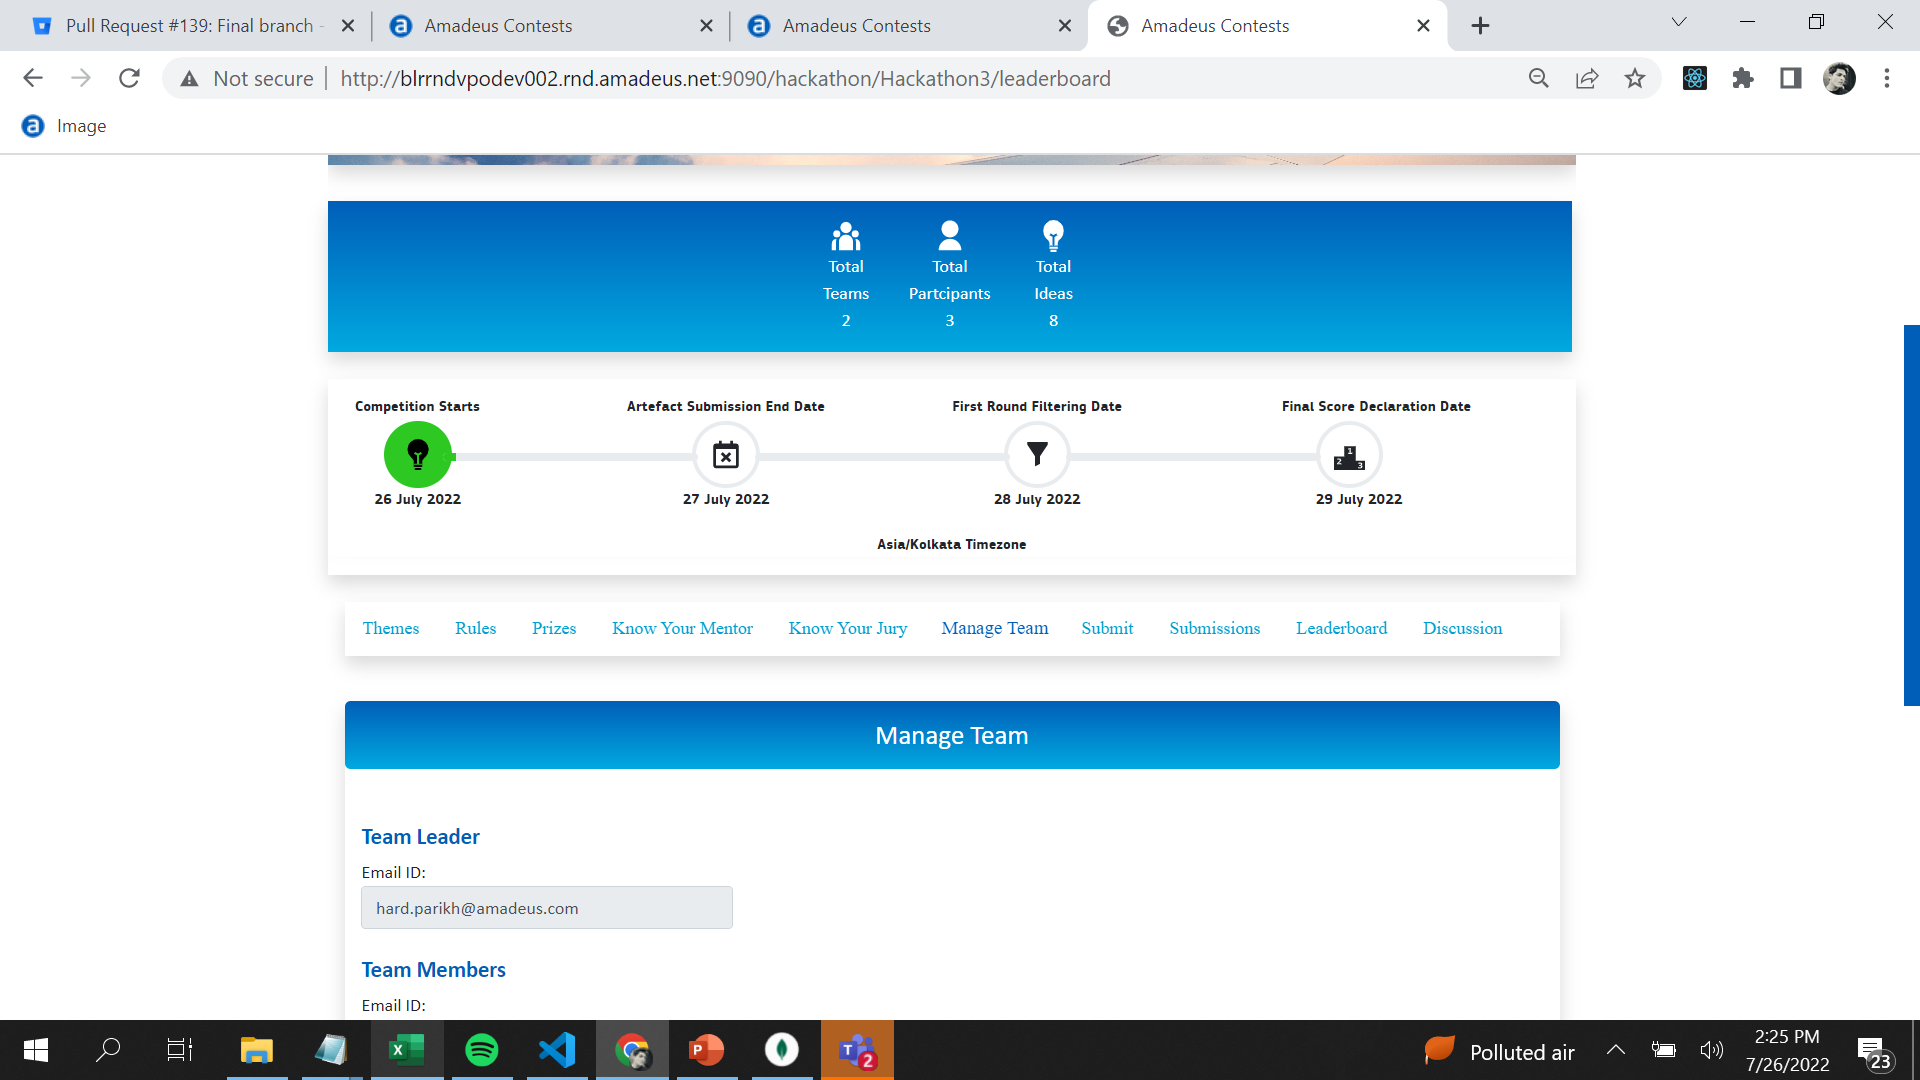 Pull Request #139: Final branch -
Amadeus Contests
Amadeus Contests
Amadeus Contests
Not secure
http://blrrndvpodev002.rnd.amadeus.net:9090/hackathon/Hackathon3/leaderboard
a Image
Total Teams 2
Total Partcipants 3
Total Ideas 8
Competition Starts
Artefact Submission End Date
First Round Filtering Date
Final Score Declaration Date
1
2 3
26 July 2022
27 July 2022
28 July 2022
29 July 2022
Asia/Kolkata Timezone
Themes Rules Prizes Know Your Mentor Know Your Jury Manage Team Submit Submissions Leaderboard Discussion
Manage Team
Team Leader
Email ID:
hard.parikh@amadeus.com
Team Members
Email ID:
Polluted air
2:25 PM
7/26/2022
23
2